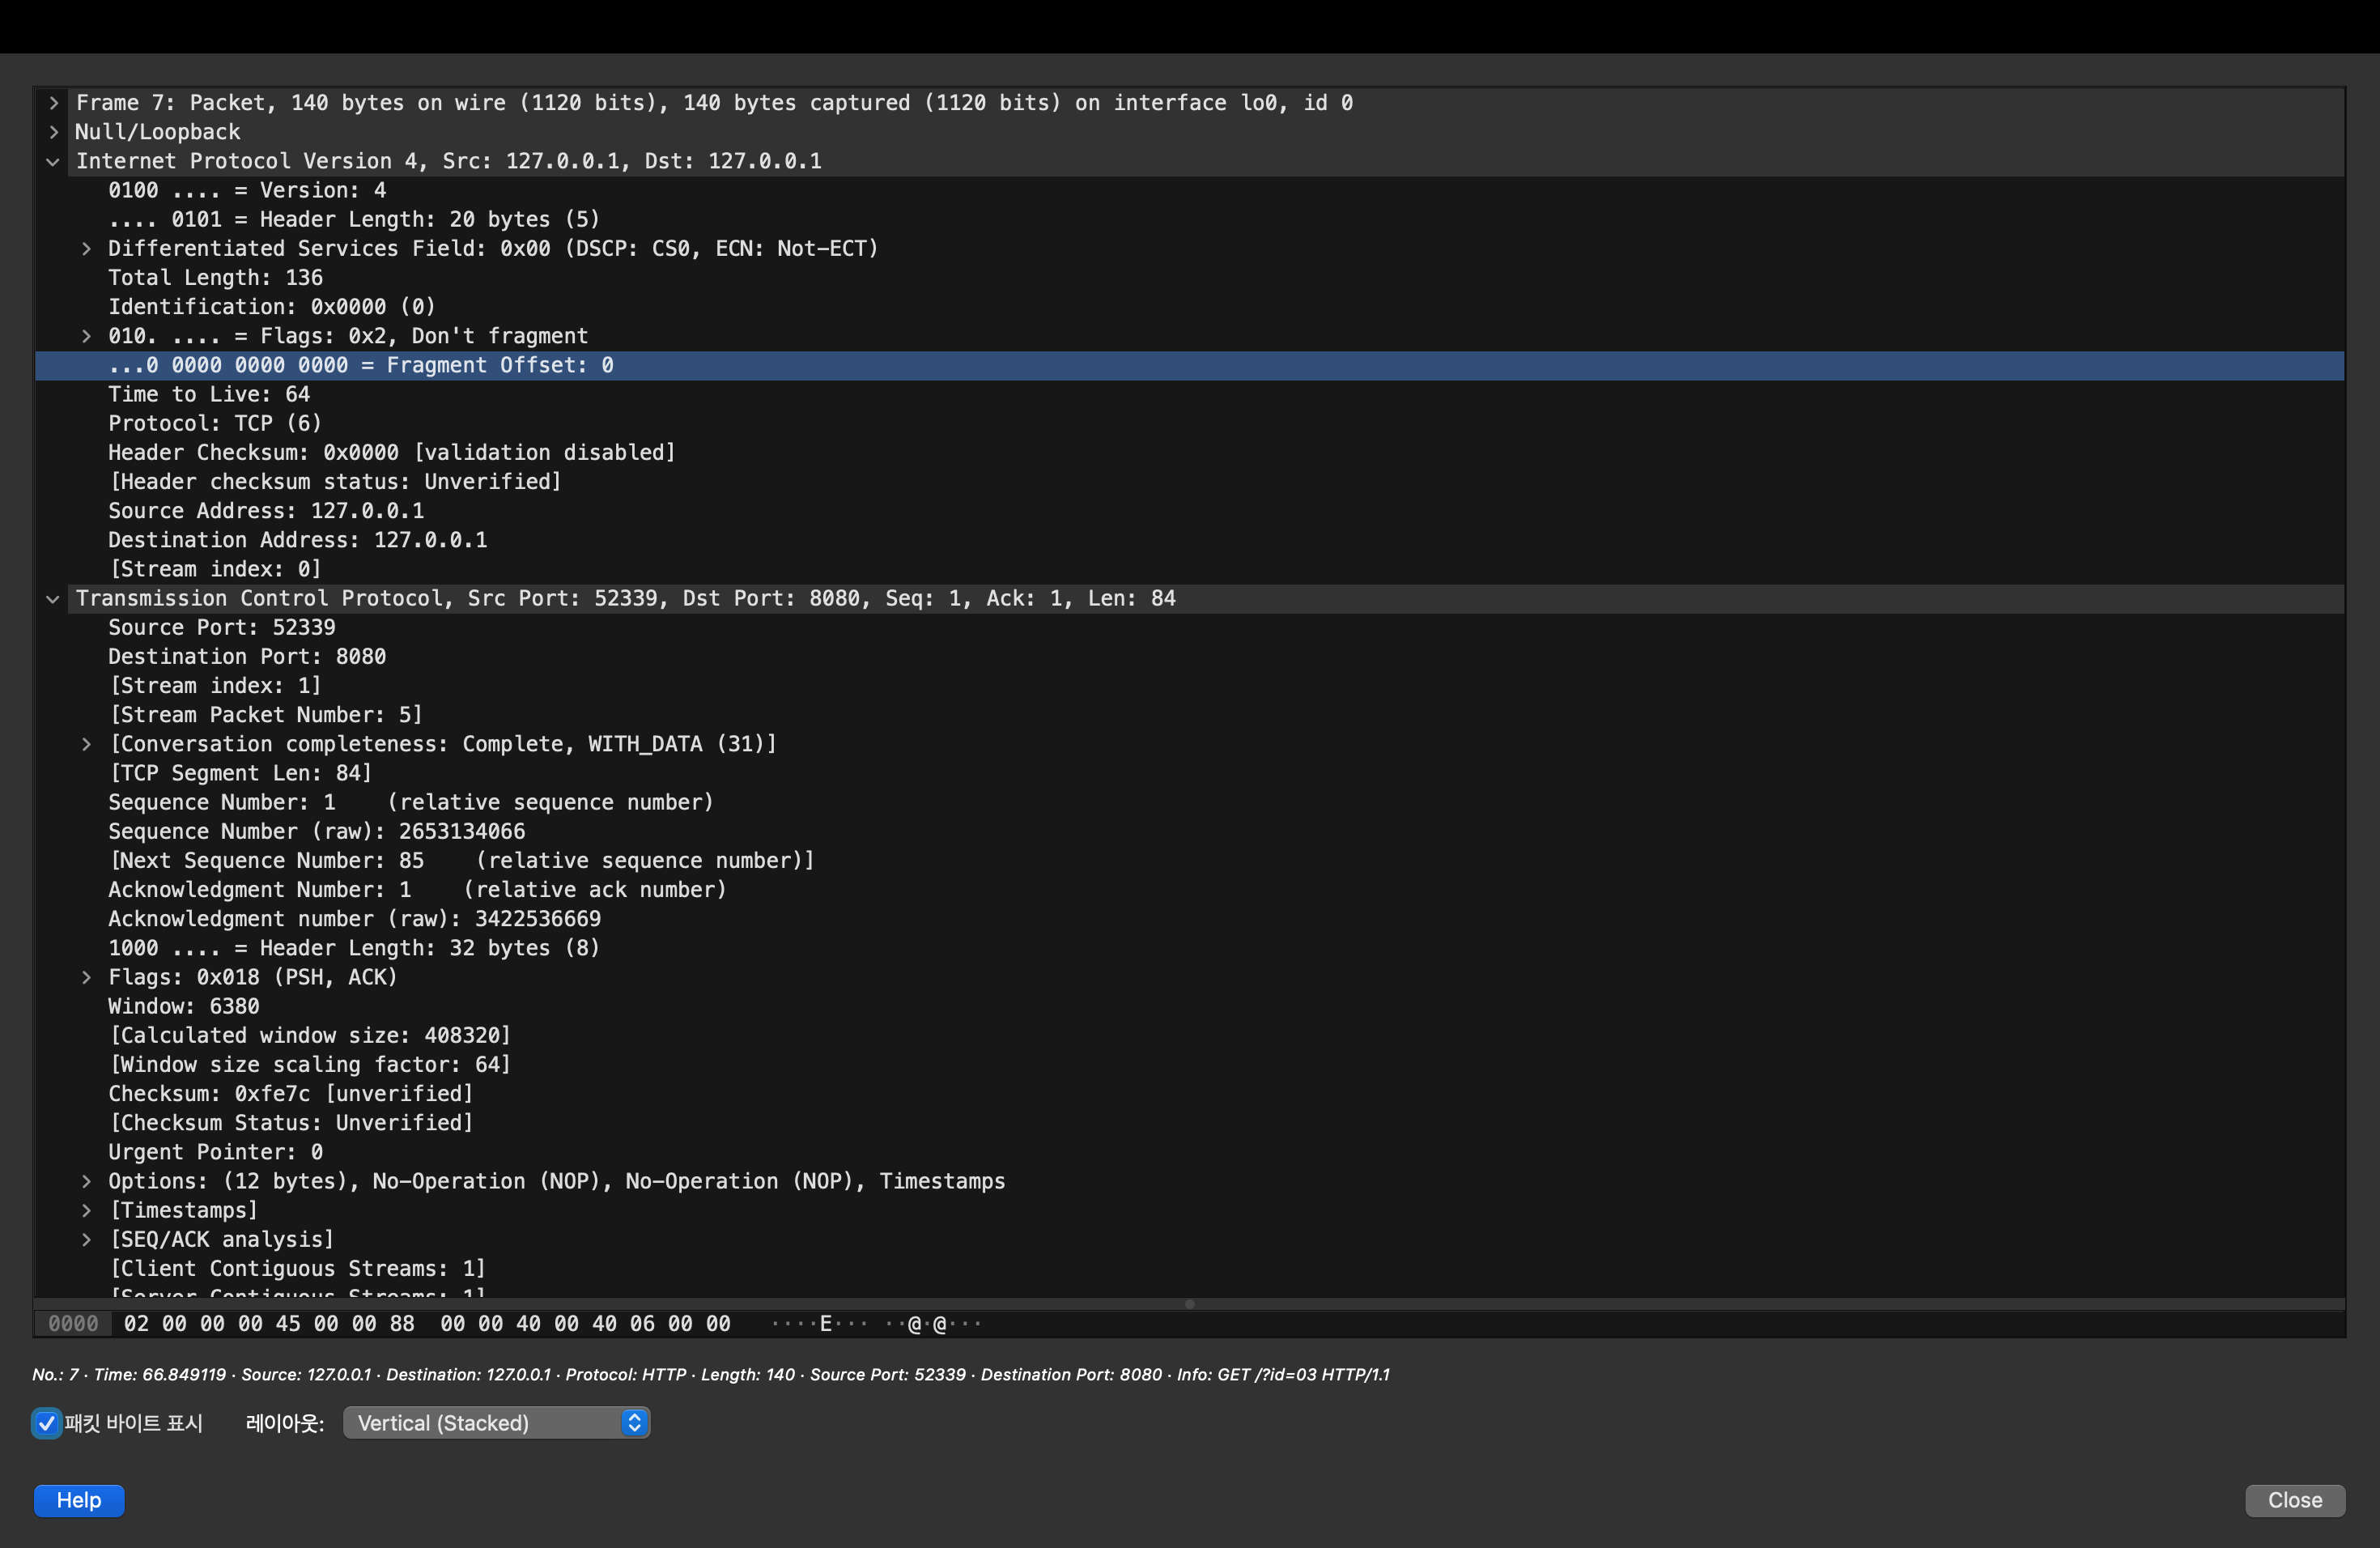 Frame 7: Packet, 140 bytes on wire (1120 bits), 140 bytes captured (1120 bits) on interface lo0, id 0
Null/Loopback
Internet Protocol Version 4, Src: 127.0.0.1, Dst: 127.0.0.1
0100 .... = Version: 4
.... 0101 = Header Length: 20 bytes (5)
Differentiated Services Field: 0x00 (DSCP: CS0, ECN: Not-ECT)
Total Length: 136
Identification: 0x0000 (0)
010. .... = Flags: 0x2, Don't fragment
...0 0000 0000 0000 = Fragment Offset: 0
Time to Live: 64
Protocol: TCP (6)
Header Checksum: 0x0000 [validation disabled]
[Header checksum status: Unverified]
Source Address: 127.0.0.1
Destination Address: 127.0.0.1
[Stream index: 0]
Transmission Control Protocol, Src Port: 52339, Dst Port: 8080, Seq: 1, Ack: 1, Len: 84
Source Port: 52339
Destination Port: 8080
[Stream index: 1]
[Stream Packet Number: 5]
[Conversation completeness: Complete, WITH_DATA (31)]
[TCP Segment Len: 84]
Sequence Number: 1    (relative sequence number)
Sequence Number (raw): 2653134066
[Next Sequence Number: 85    (relative sequence number)]
Acknowledgment Number: 1    (relative ack number)
Acknowledgment number (raw): 3422536669
1000 .... = Header Length: 32 bytes (8)
Flags: 0x018 (PSH, ACK)
Window: 6380
[Calculated window size: 408320]
[Window size scaling factor: 64]
Checksum: 0xfe7c [unverified]
[Checksum Status: Unverified]
Urgent Pointer: 0
Options: (12 bytes), No-Operation (NOP), No-Operation (NOP), Timestamps
[Timestamps]
[SEQ/ACK analysis]
[Client Contiguous Streams: 1]
[Server Contiguous Streams: 1]
0000 02 00 00 00 45 00 00 88  00 00 40 00 40 06 00 00 ····E··· ··@·@···
No.: 7 · Time: 66.849119 · Source: 127.0.0.1 · Destination: 127.0.0.1 · Protocol: HTTP · Length: 140 · Source Port: 52339 · Destination Port: 8080 · Info: GET /?id=03 HTTP/1.1
패킷 바이트 표시 레이아웃: Vertical (Stacked)
Help Close